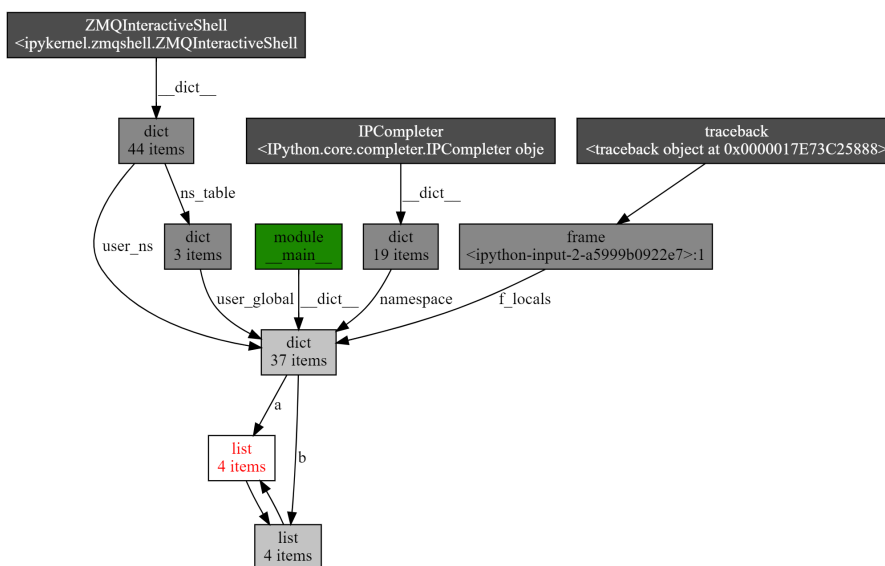 ZMQInteractiveShell
<ipykernel.zmqshell.ZMQInteractiveShell
__dict__
dict
44 items
IPCompleter
<IPython.core.completer.IPCompleter obje
traceback
<traceback object at 0x0000017E73C25888>
ns_table
__dict__
user_ns
dict
3 items
module
__main__
dict
19 items
frame
<ipython-input-2-a5999b0922e7>:1
user_global
__dict__
namespace
f_locals
dict
37 items
a
list
4 items
b
list
4 items